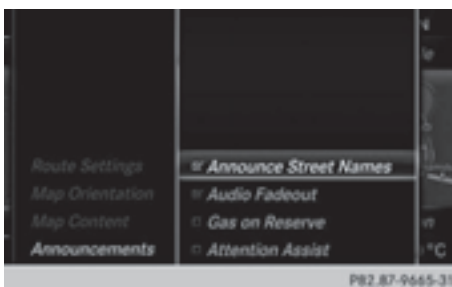 Route Settings
Map Orientation
Map Content
Announcements
Announce Street Names
Audio Fadeout
Gas on Reserve
Attention Assist
°C
P82.87-9665-31